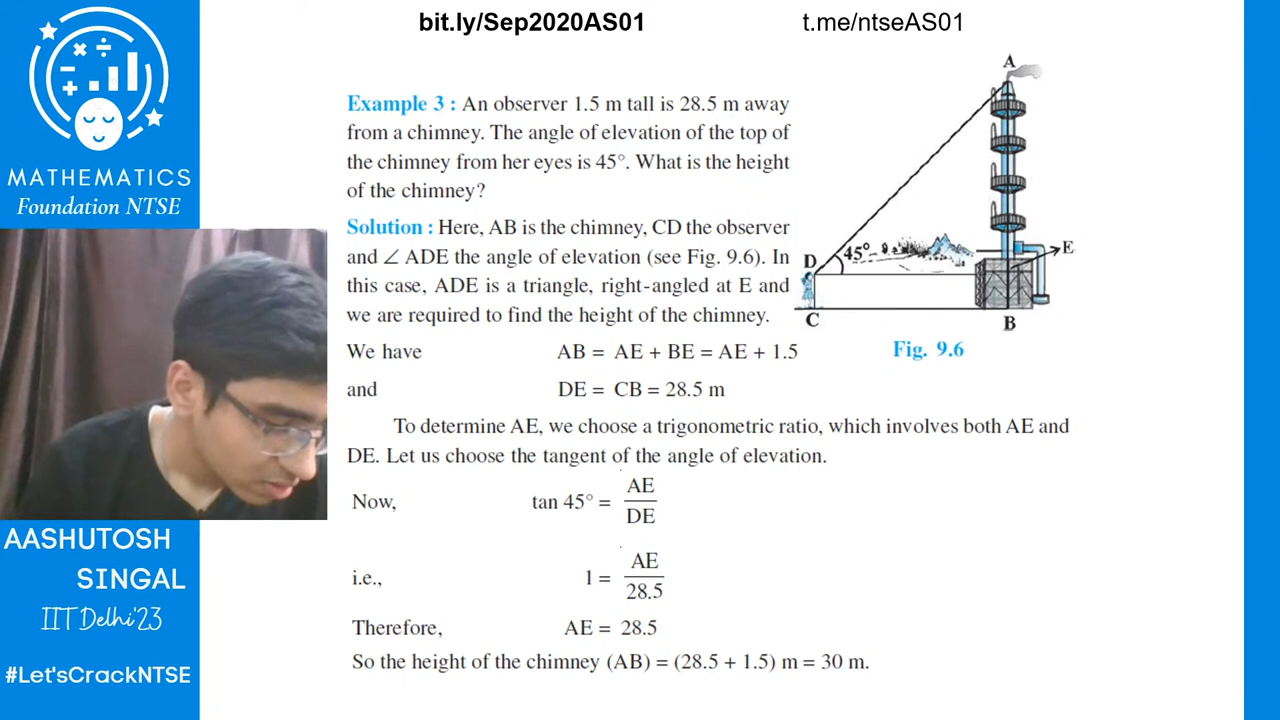 bit.ly/Sep2020AS01
t.me/ntseAS01
MATHEMATICS
Foundation NTSE
Example 3 : An observer 1.5 m tall is 28.5 m away
from a chimney. The angle of elevation of the top of
the chimney from her eyes is 45°. What is the height
of the chimney?
Solution : Here, AB is the chimney, CD the observer
and ∠ ADE the angle of elevation (see Fig. 9.6). In
this case, ADE is a triangle, right-angled at E and
we are required to find the height of the chimney.
A
D
45°
E
C
B
Fig. 9.6
We have AB = AE + BE = AE + 1.5
and DE = CB = 28.5 m
To determine AE, we choose a trigonometric ratio, which involves both AE and
DE. Let us choose the tangent of the angle of elevation.
Now, tan 45° = AE/DE
i.e., 1 = AE/28.5
Therefore, AE = 28.5
So the height of the chimney (AB) = (28.5 + 1.5) m = 30 m.
AASHUTOSH
SINGAL
IIT Delhi'23
#Let'sCrackNTSE